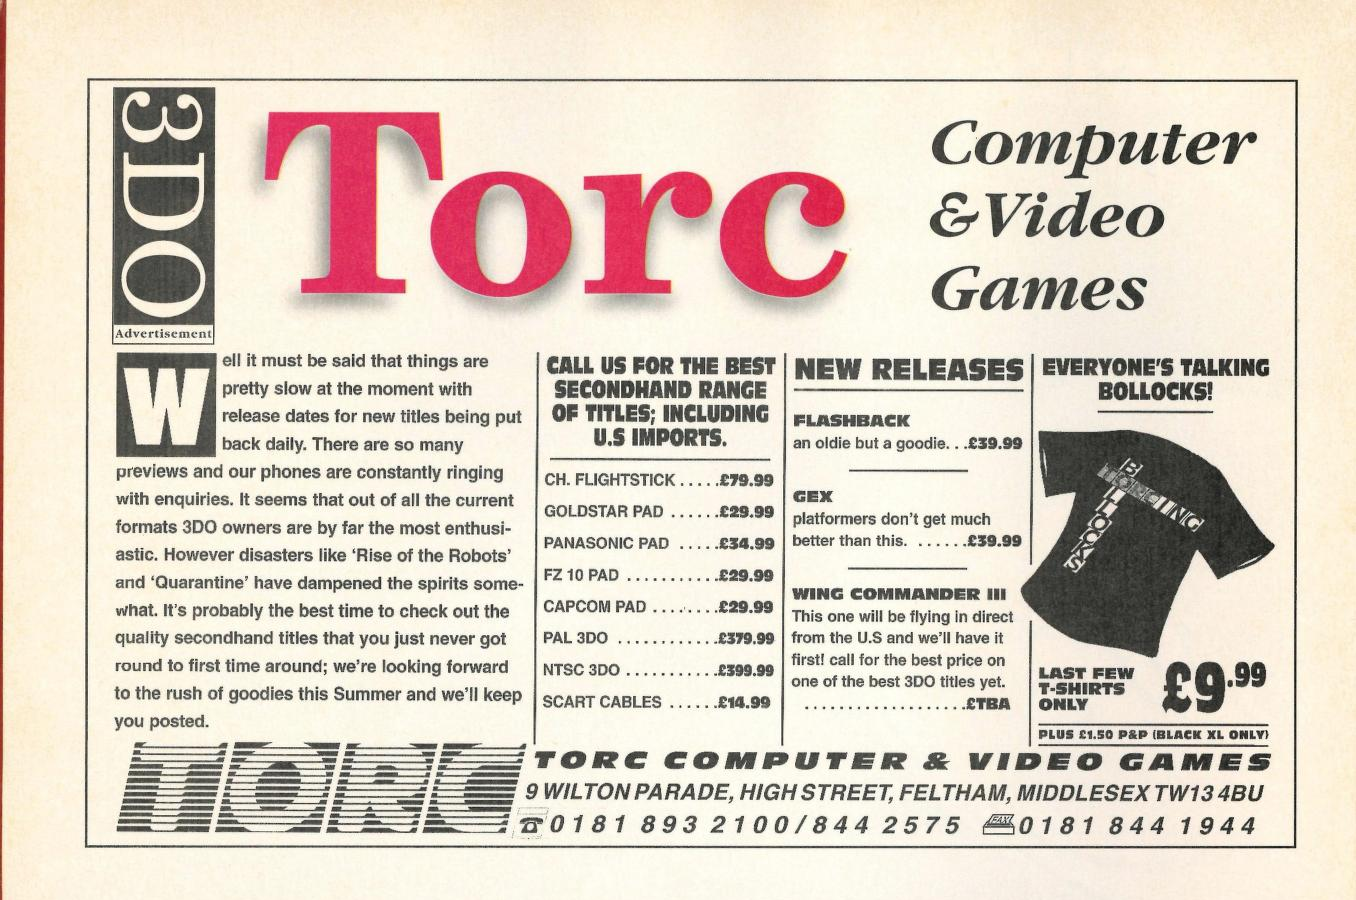 3DO
Advertisement
Torc
Computer
& Video
Games
Well it must be said that things are
pretty slow at the moment with
release dates for new titles being put
back daily. There are so many
previews and our phones are constantly ringing
with enquiries. It seems that out of all the current
formats 3DO owners are by far the most enthusi-
astic. However disasters like ‘Rise of the Robots’
and ‘Quarantine’ have dampened the spirits some-
what. It’s probably the best time to check out the
quality secondhand titles that you just never got
round to first time around; we’re looking forward
to the rush of goodies this Summer and we’ll keep
you posted.
CALL US FOR THE BEST
SECONDHAND RANGE
OF TITLES; INCLUDING
U.S IMPORTS.
CH. FLIGHTSTICK . . . . .£79.99
GOLDSTAR PAD . . . . . .£29.99
PANASONIC PAD . . . . .£34.99
FZ 10 PAD . . . . . . . . . . .£29.99
CAPCOM PAD . . . . . . . .£29.99
PAL 3DO . . . . . . . . . . . .£379.99
NTSC 3DO . . . . . . . . . . .£399.99
SCART CABLES . . . . . .£14.99
NEW RELEASES
FLASHBACK
an oldie but a goodie. . .£39.99
GEX
platformers don’t get much
better than this. . . . . . .£39.99
WING COMMANDER III
This one will be flying in direct
from the U.S and we’ll have it
first! call for the best price on
one of the best 3DO titles yet.
. . . . . . . . . . . . . . . . . .£TBA
EVERYONE’S TALKING
BOLLOCKS!
TORCING
BOLLOCKS
LAST FEW
T-SHIRTS
ONLY
£9.99
PLUS £1.50 P&P (BLACK XL ONLY)
TORC
TORC COMPUTER & VIDEO GAMES
9 WILTON PARADE, HIGH STREET, FELTHAM, MIDDLESEX TW13 4BU
0181 893 2100/844 2575 FAX 0181 844 1944